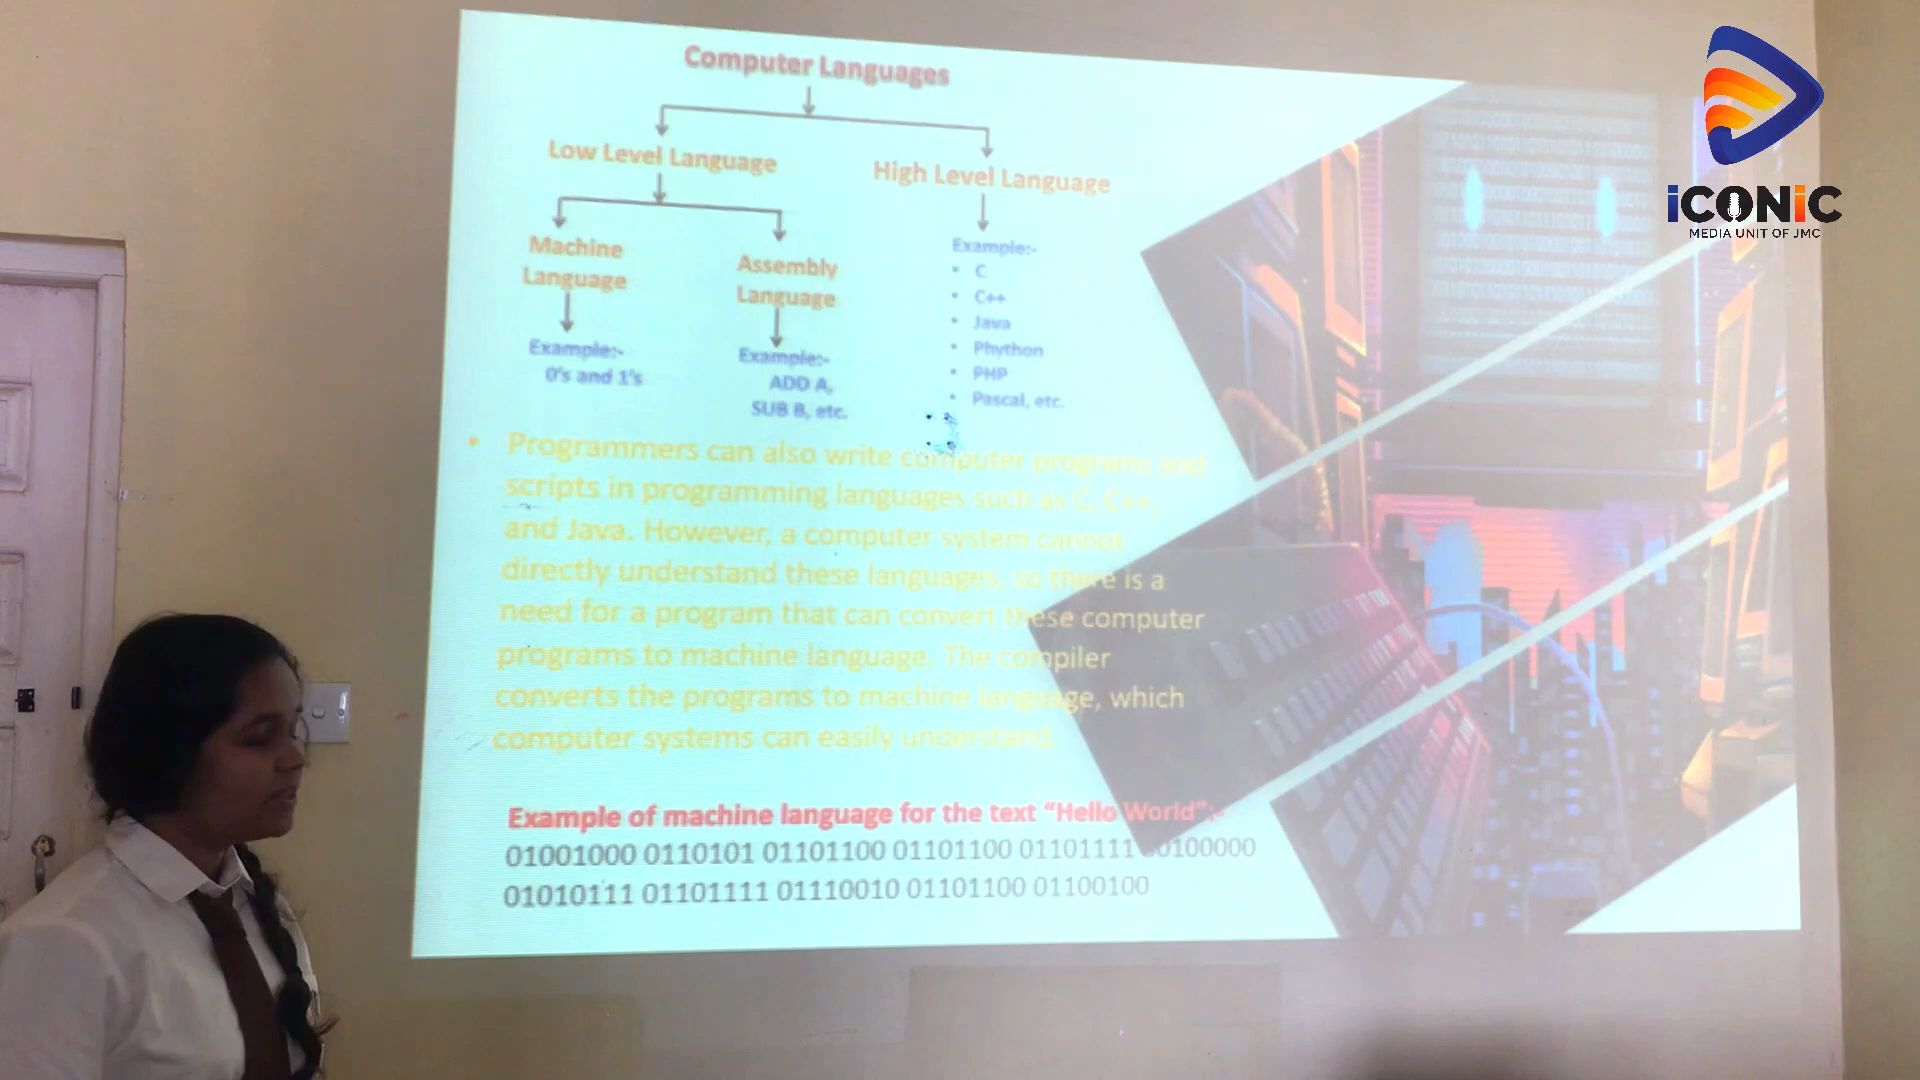 Computer Languages
Low Level Language
High Level Language
Machine
Language
Assembly
Language
Example:-
0's and 1's
Example:-
ADD A,
SUB B, etc.
Example:-
• C
• C++
• Java
• Phython
• PHP
• Pascal, etc.
• Programmers can also write computer programs and
scripts in programming languages such as C, C++,
and Java. However, a computer system cannot
directly understand these languages, so there is a
need for a program that can convert these computer
programs to machine language. The compiler
converts the programs to machine language, which
computer systems can easily understand.
Example of machine language for the text “Hello World”:-
01001000 0110101 01101100 01101100 01101111 00100000
01010111 01101111 01110010 01101100 01100100
iCONiC
MEDIA UNIT OF JMC